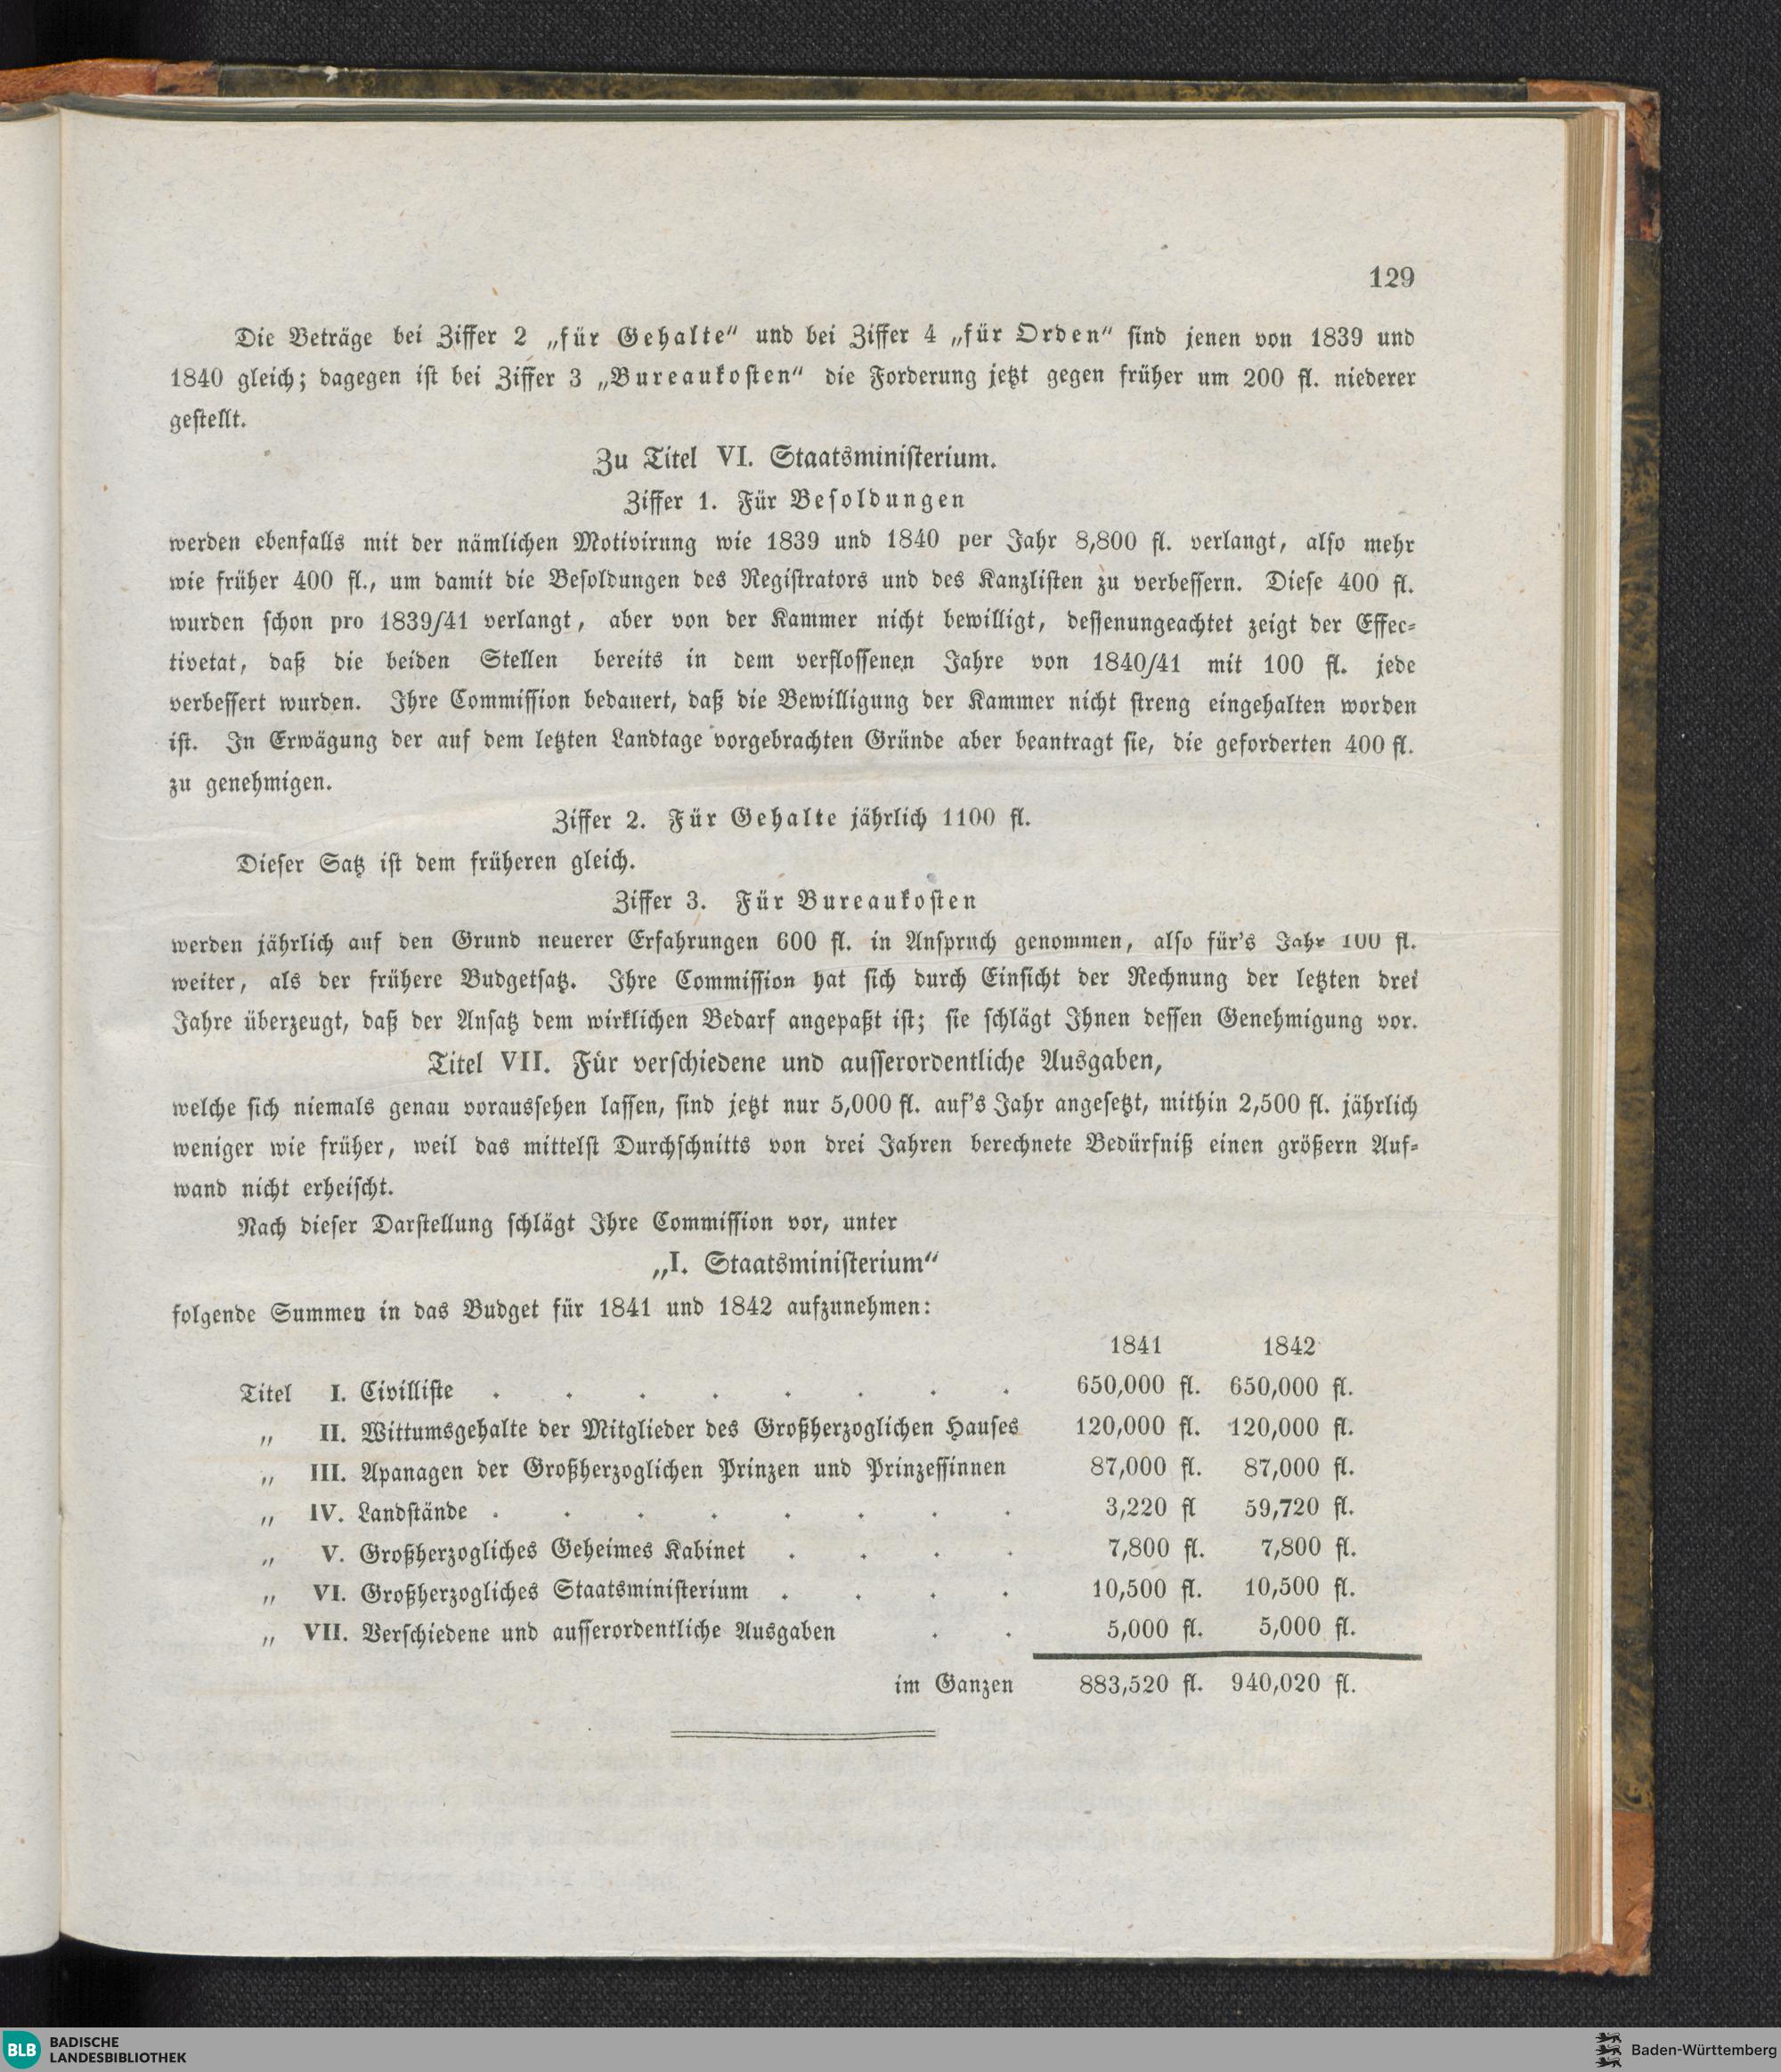 129
Die Beträge bei Ziffer 2 „für Gehalte“ und bei Ziffer 4 „für Orden“ sind jenen von 1839 und
1840 gleich; dagegen ist bei Ziffer 3 „Bureaukosten“ die Forderung jetzt gegen früher um 200 fl. niederer
gestellt.
Zu Titel VI. Staatsministerium.
Ziffer 1. Für Besoldungen
werden ebenfalls mit der nämlichen Motivirung wie 1839 und 1840 per Jahr 8,800 fl. verlangt, also mehr
wie früher 400 fl., um damit die Besoldungen des Registrators und des Kanzlisten zu verbessern. Diese 400 fl.
wurden schon pro 1839/41 verlangt, aber von der Kammer nicht bewilligt, dessenungeachtet zeigt der Effec-
tivetat, daß die beiden Stellen bereits in dem verflossenen Jahre von 1840/41 mit 100 fl. jede
verbessert wurden. Ihre Commission bedauert, daß die Bewilligung der Kammer nicht streng eingehalten worden
ist. In Erwägung der auf dem letzten Landtage vorgebrachten Gründe aber beantragt sie, die geforderten 400 fl.
zu genehmigen.
Ziffer 2. Für Gehalte jährlich 1100 fl.
Dieser Satz ist dem früheren gleich.
Ziffer 3. Für Bureaukosten
werden jährlich auf den Grund neuerer Erfahrungen 600 fl. in Anspruch genommen, also für's Jahr 100 fl.
weiter, als der frühere Budgetsatz. Ihre Commission hat sich durch Einsicht der Rechnung der letzten drei
Jahre überzeugt, daß der Ansatz dem wirklichen Bedarf angepaßt ist; sie schlägt Ihnen dessen Genehmigung vor.
Titel VII. Für verschiedene und ausserordentliche Ausgaben,
welche sich niemals genau voraussehen lassen, sind jetzt nur 5,000 fl. auf's Jahr angesetzt, mithin 2,500 fl. jährlich
weniger wie früher, weil das mittelst Durchschnitts von drei Jahren berechnete Bedürfniß einen größern Auf-
wand nicht erheischt.
Nach dieser Darstellung schlägt Ihre Commission vor, unter
„I. Staatsministerium“
folgende Summen in das Budget für 1841 und 1842 aufzunehmen:
1841 1842
Titel I. Civilliste . . . . . . . . 650,000 fl. 650,000 fl.
„ II. Wittumsgehalte der Mitglieder des Großherzoglichen Hauses 120,000 fl. 120,000 fl.
„ III. Apanagen der Großherzoglichen Prinzen und Prinzessinnen 87,000 fl. 87,000 fl.
„ IV. Landstände . . . . . . . . 3,220 fl 59,720 fl.
„ V. Großherzogliches Geheimes Kabinet . . . . 7,800 fl. 7,800 fl.
„ VI. Großherzogliches Staatsministerium . . . . 10,500 fl. 10,500 fl.
„ VII. Verschiedene und ausserordentliche Ausgaben . . 5,000 fl. 5,000 fl.
im Ganzen 883,520 fl. 940,020 fl.
BLB BADISCHE
LANDESBIBLIOTHEK
Baden-Württemberg